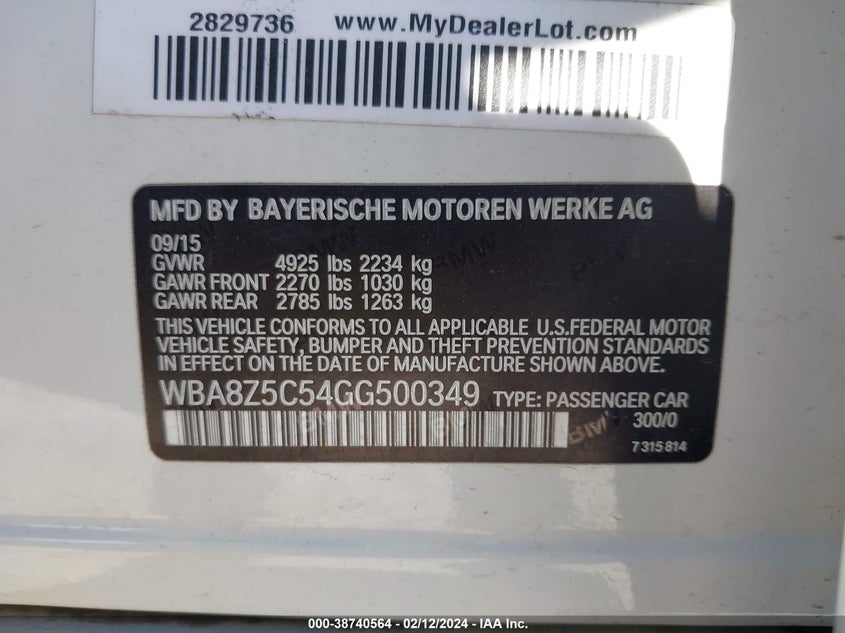 2829736 www.MyDealerLot.com
MFD BY BAYERISCHE MOTOREN WERKE AG
09/15
GVWR 4925 lbs 2234 kg
GAWR FRONT 2270 lbs 1030 kg
GAWR REAR 2785 lbs 1263 kg
THIS VEHICLE CONFORMS TO ALL APPLICABLE U.S.FEDERAL MOTOR
VEHICLE SAFETY, BUMPER AND THEFT PREVENTION STANDARDS
IN EFFECT ON THE DATE OF MANUFACTURE SHOWN ABOVE.
WBA8Z5C54GG500349 TYPE: PASSENGER CAR
300/0
7 315 814
BMW
BMW
BMW
000-38740564 - 02/12/2024 - IAA Inc.